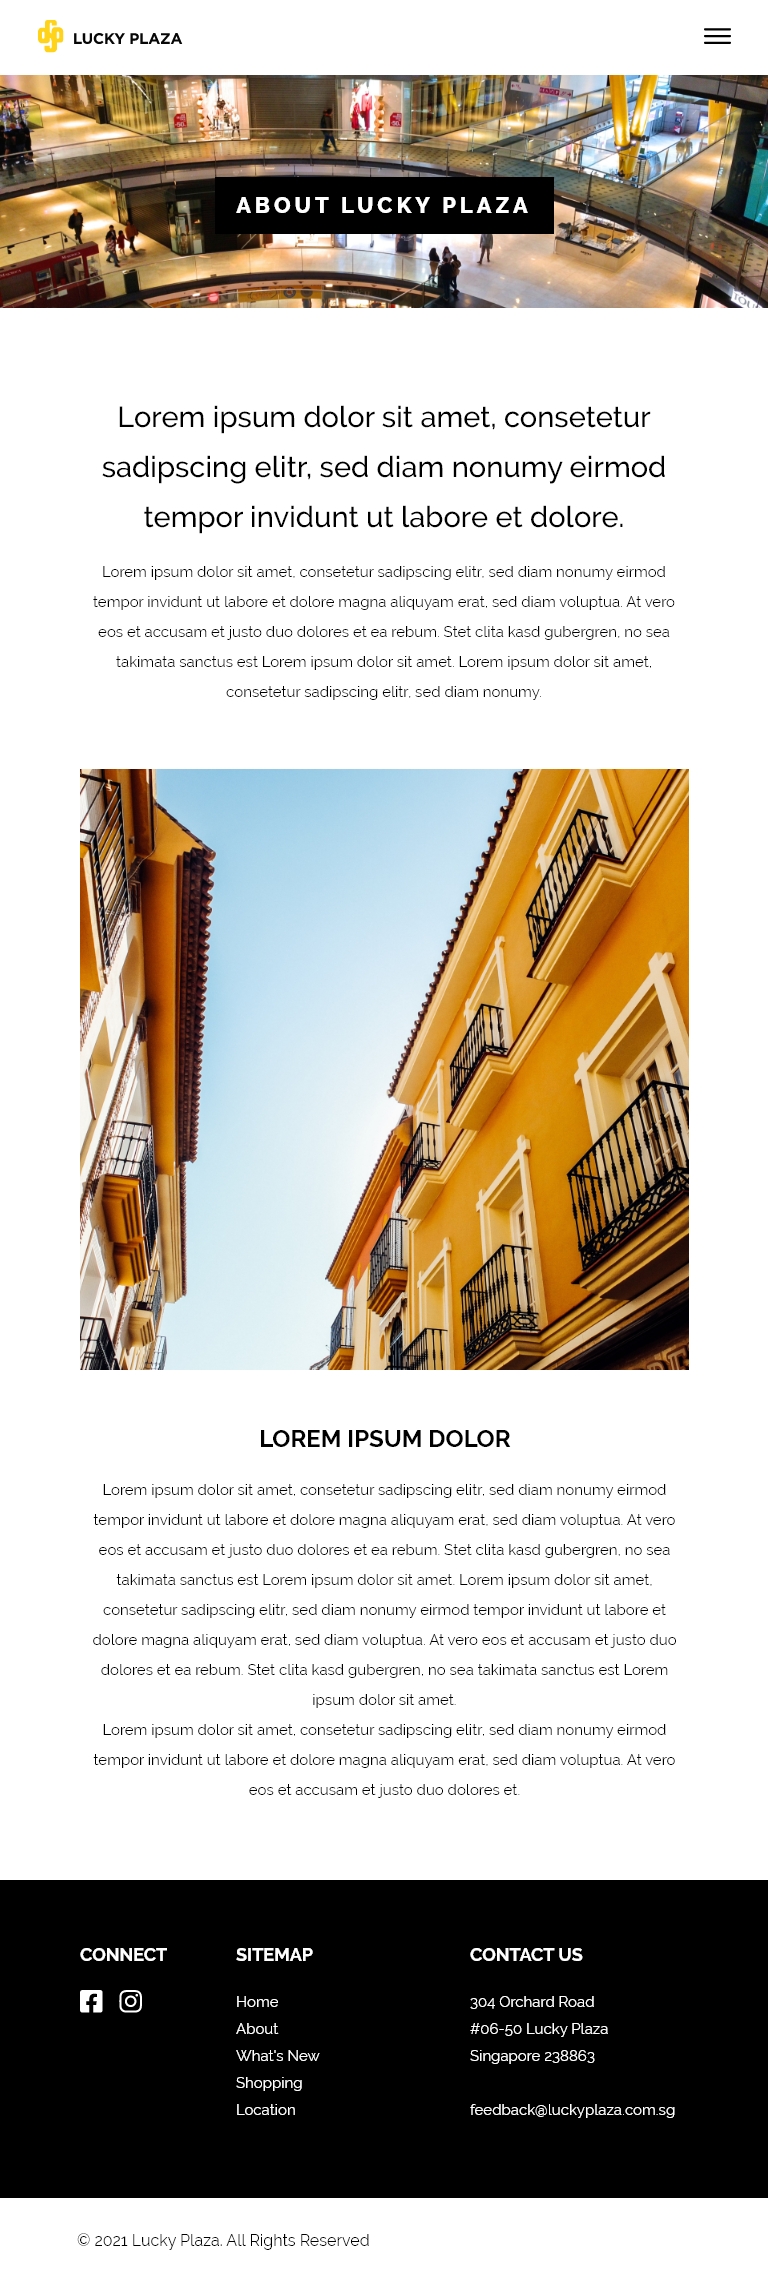 LUCKY PLAZA
ABOUT LUCKY PLAZA
Lorem ipsum dolor sit amet, consetetur
sadipscing elitr, sed diam nonumy eirmod
tempor invidunt ut labore et dolore.
Lorem ipsum dolor sit amet, consetetur sadipscing elitr, sed diam nonumy eirmod
tempor invidunt ut labore et dolore magna aliquyam erat, sed diam voluptua. At vero
eos et accusam et justo duo dolores et ea rebum. Stet clita kasd gubergren, no sea
takimata sanctus est Lorem ipsum dolor sit amet. Lorem ipsum dolor sit amet,
consetetur sadipscing elitr, sed diam nonumy.
LOREM IPSUM DOLOR
Lorem ipsum dolor sit amet, consetetur sadipscing elitr, sed diam nonumy eirmod
tempor invidunt ut labore et dolore magna aliquyam erat, sed diam voluptua. At vero
eos et accusam et justo duo dolores et ea rebum. Stet clita kasd gubergren, no sea
takimata sanctus est Lorem ipsum dolor sit amet. Lorem ipsum dolor sit amet,
consetetur sadipscing elitr, sed diam nonumy eirmod tempor invidunt ut labore et
dolore magna aliquyam erat, sed diam voluptua. At vero eos et accusam et justo duo
dolores et ea rebum. Stet clita kasd gubergren, no sea takimata sanctus est Lorem
ipsum dolor sit amet.
Lorem ipsum dolor sit amet, consetetur sadipscing elitr, sed diam nonumy eirmod
tempor invidunt ut labore et dolore magna aliquyam erat, sed diam voluptua. At vero
eos et accusam et justo duo dolores et.
CONNECT
SITEMAP
Home
About
What's New
Shopping
Location
CONTACT US
304 Orchard Road
#06-50 Lucky Plaza
Singapore 238863
feedback@luckyplaza.com.sg
© 2021 Lucky Plaza. All Rights Reserved